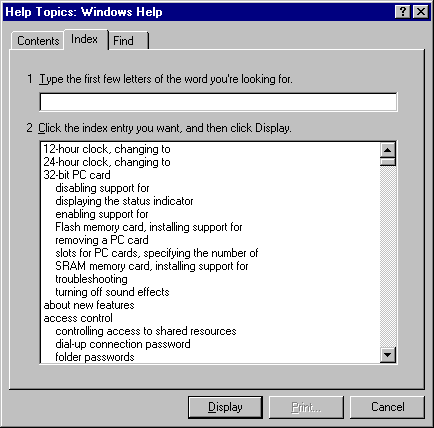 Help Topics: Windows Help
Contents Index Find
1 Type the first few letters of the word you're looking for.
2 Click the index entry you want, and then click Display.
12-hour clock, changing to
24-hour clock, changing to
32-bit PC card
disabling support for
displaying the status indicator
enabling support for
Flash memory card, installing support for
removing a PC card
slots for PC cards, specifying the number of
SRAM memory card, installing support for
troubleshooting
turning off sound effects
about new features
access control
controlling access to shared resources
dial-up connection password
folder passwords
Display Print... Cancel